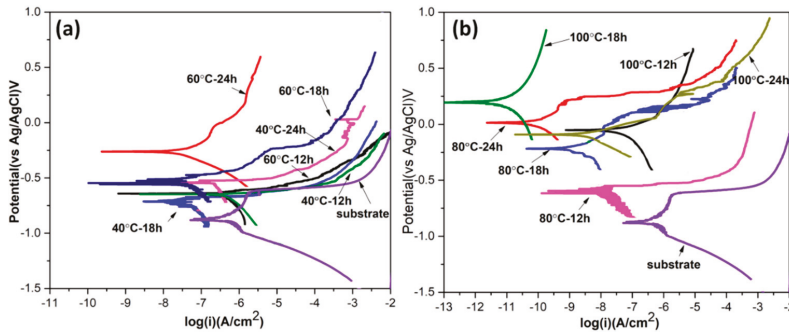 (a)
1.0
0.5
0.0
-0.5
-1.0
-1.5
Potential(vs Ag/AgCl)V
60°C-24h
60°C-18h
40°C-24h
60°C-12h
40°C-12h
substrate
40°C-18h
-11 -10 -9 -8 -7 -6 -5 -4 -3 -2
log(i)(A/cm²)
(b)
1.0
0.5
0.0
-0.5
-1.0
-1.5
Potential(vs Ag/AgCl)V
100°C-18h
100°C-12h
100°C-24h
80°C-24h
80°C-18h
80°C-12h
substrate
-13 -12 -11 -10 -9 -8 -7 -6 -5 -4 -3 -2
log(i)(A/cm²)